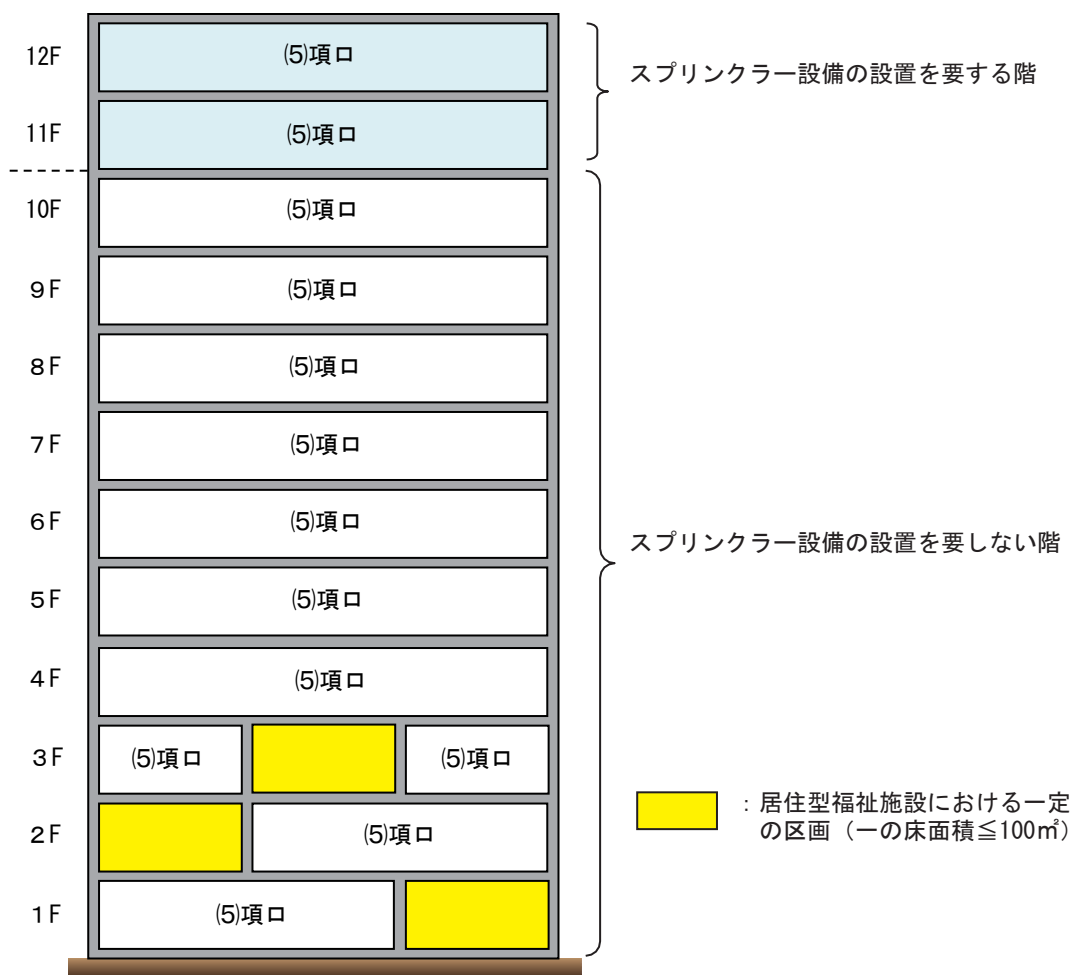 12F
⑸項ロ
11F
⑸項ロ
スプリンクラー設備の設置を要する階
10F
⑸項ロ
9F
⑸項ロ
8F
⑸項ロ
7F
⑸項ロ
6F
⑸項ロ
スプリンクラー設備の設置を要しない階
5F
⑸項ロ
4F
⑸項ロ
3F
⑸項ロ
⑸項ロ
2F
⑸項ロ
1F
⑸項ロ
：居住型福祉施設における一定
の区画（一の床面積≦100㎡）